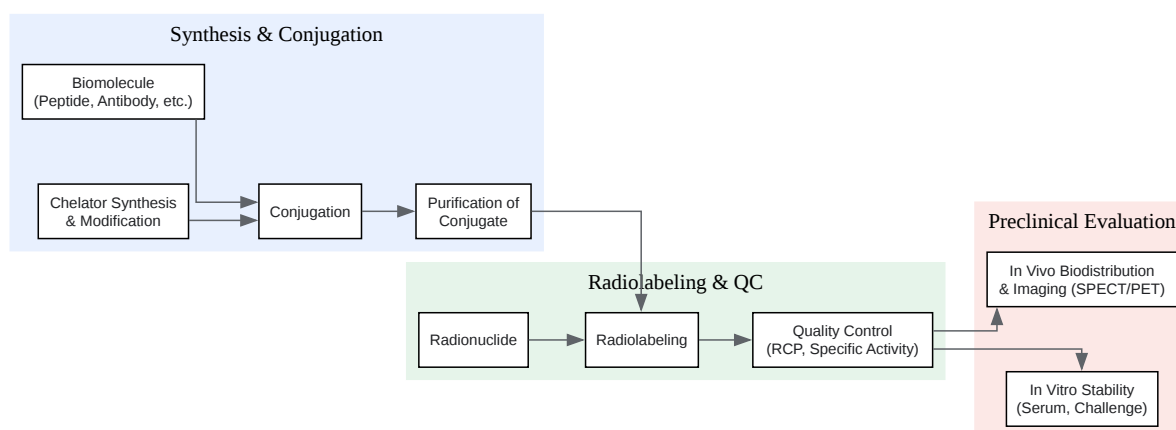 Synthesis & Conjugation
Biomolecule
(Peptide, Antibody, etc.)
Chelator Synthesis
& Modification
Conjugation
Purification of
Conjugate
Radiolabeling & QC
Radionuclide
Radiolabeling
Quality Control
(RCP, Specific Activity)
Preclinical Evaluation
In Vivo Biodistribution
& Imaging (SPECT/PET)
In Vitro Stability
(Serum, Challenge)